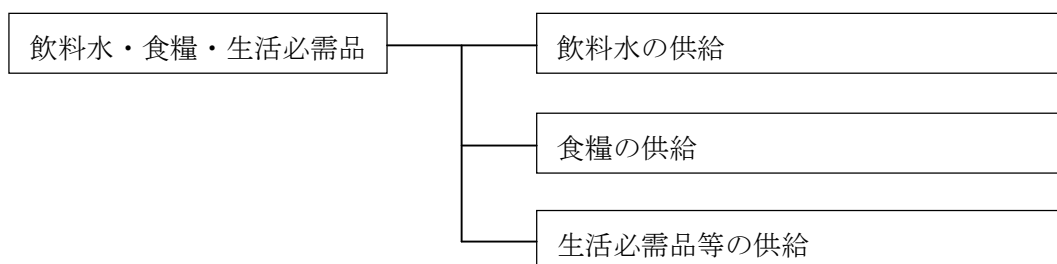 飲料水・食糧・生活必需品
飲料水の供給
食糧の供給
生活必需品等の供給